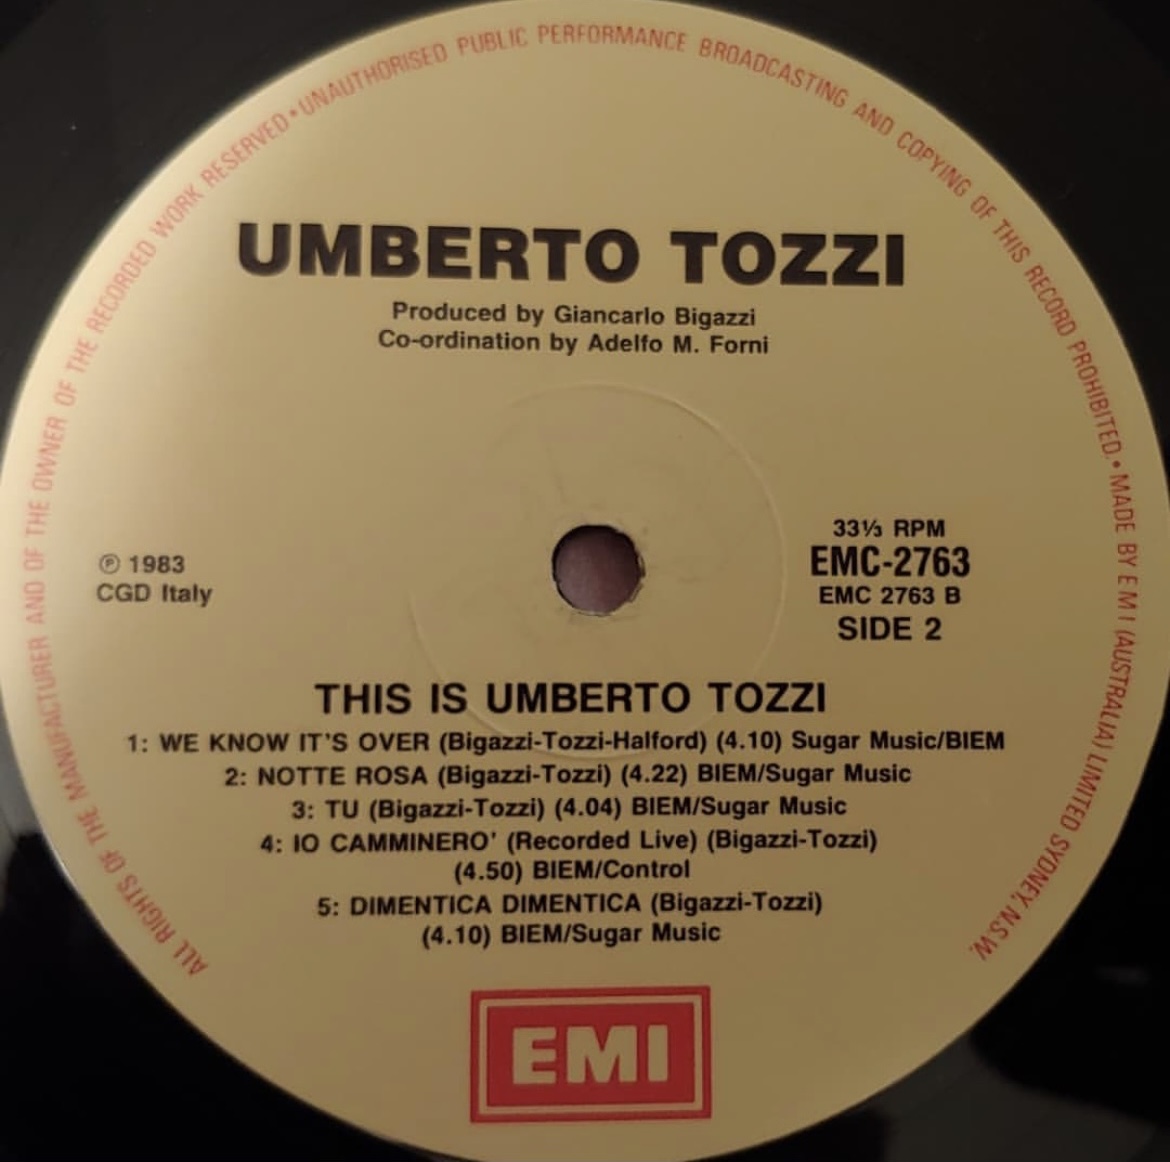 ALL RIGHTS OF THE MANUFACTURER AND OF THE OWNER OF THE RECORDED WORK RESERVED • UNAUTHORISED PUBLIC PERFORMANCE BROADCASTING AND COPYING OF THIS RECORD PROHIBITED. • MADE BY E M I (AUSTRALIA) LIMITED SYDNEY, N.S.W.
UMBERTO TOZZI
Produced by Giancarlo Bigazzi
Co-ordination by Adelfo M. Forni
℗ 1983
CGD Italy
33⅓ RPM
EMC-2763
EMC 2763 B
SIDE 2
THIS IS UMBERTO TOZZI
1: WE KNOW IT'S OVER (Bigazzi-Tozzi-Halford) (4.10) Sugar Music/BIEM
2: NOTTE ROSA (Bigazzi-Tozzi) (4.22) BIEM/Sugar Music
3: TU (Bigazzi-Tozzi) (4.04) BIEM/Sugar Music
4: IO CAMMINERO' (Recorded Live) (Bigazzi-Tozzi)
(4.50) BIEM/Control
5: DIMENTICA DIMENTICA (Bigazzi-Tozzi)
(4.10) BIEM/Sugar Music
EMI